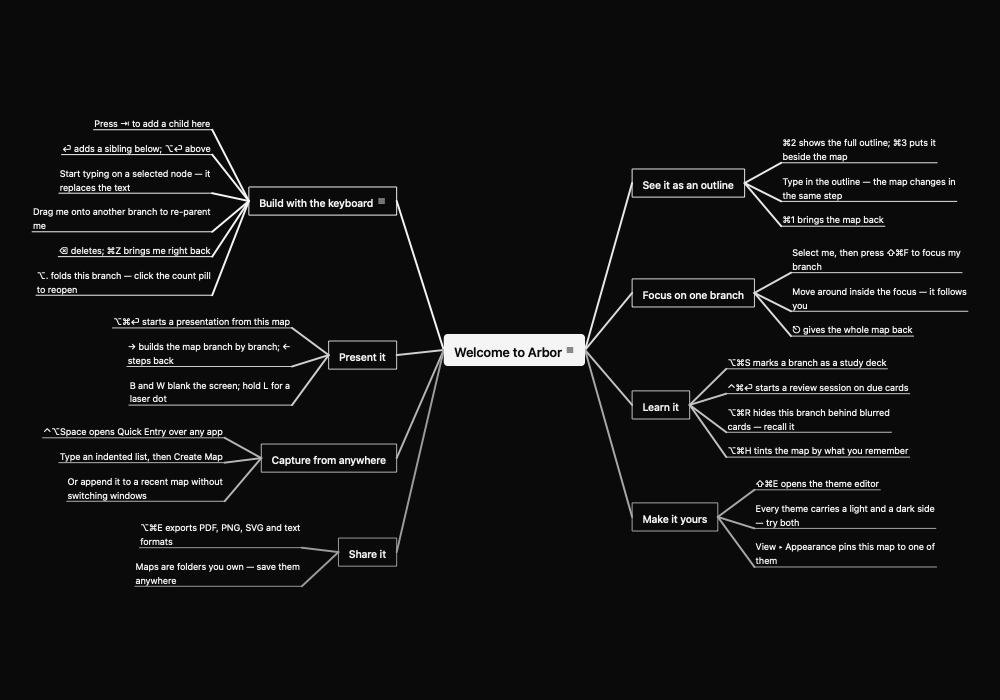 Welcome to Arbor
Build with the keyboard
Press ⇥ to add a child here
⏎ adds a sibling below; ⌥⏎ above
Start typing on a selected node — it
replaces the text
Drag me onto another branch to re-parent
me
⌫ deletes; ⌘Z brings me right back
⌥. folds this branch — click the count pill
to reopen
Present it
⌥⌘⏎ starts a presentation from this map
→ builds the map branch by branch; ←
steps back
B and W blank the screen; hold L for a
laser dot
Capture from anywhere
⌃⌥Space opens Quick Entry over any app
Type an indented list, then Create Map
Or append it to a recent map without
switching windows
Share it
⌥⌘E exports PDF, PNG, SVG and text
formats
Maps are folders you own — save them
anywhere
See it as an outline
⌘2 shows the full outline; ⌘3 puts it
beside the map
Type in the outline — the map changes in
the same step
⌘1 brings the map back
Focus on one branch
Select me, then press ⇧⌘F to focus my
branch
Move around inside the focus — it follows
you
⎋ gives the whole map back
Learn it
⌥⌘S marks a branch as a study deck
⌃⌘⏎ starts a review session on due cards
⌥⌘R hides this branch behind blurred
cards — recall it
⌥⌘H tints the map by what you remember
Make it yours
⇧⌘E opens the theme editor
Every theme carries a light and a dark side
— try both
View ▸ Appearance pins this map to one of
them